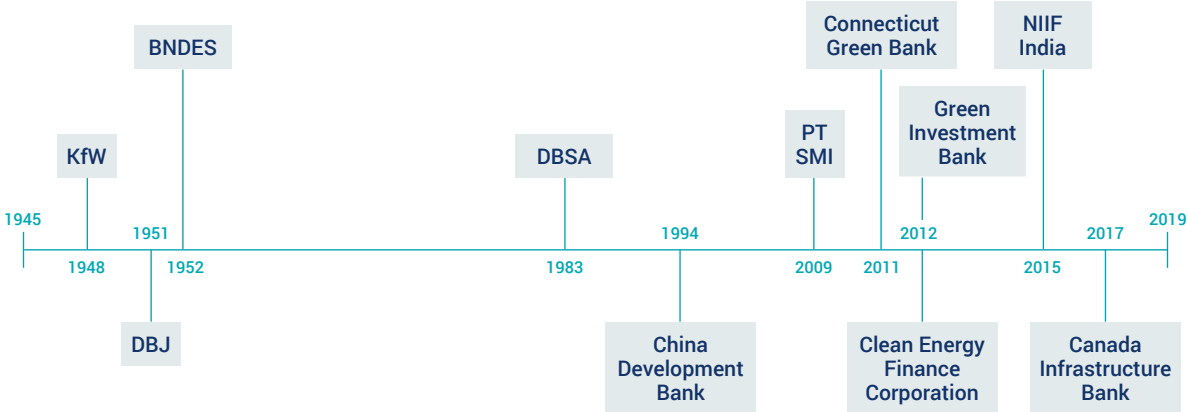 Connecticut
Green Bank
NIIF
India
BNDES
Green
Investment
Bank
PT
SMI
KfW
DBSA
1945
1951
1994
2012
2017
2019
1948
1952
1983
2009
2011
2015
DBJ
China
Development
Bank
Clean Energy
Finance
Corporation
Canada
Infrastructure
Bank